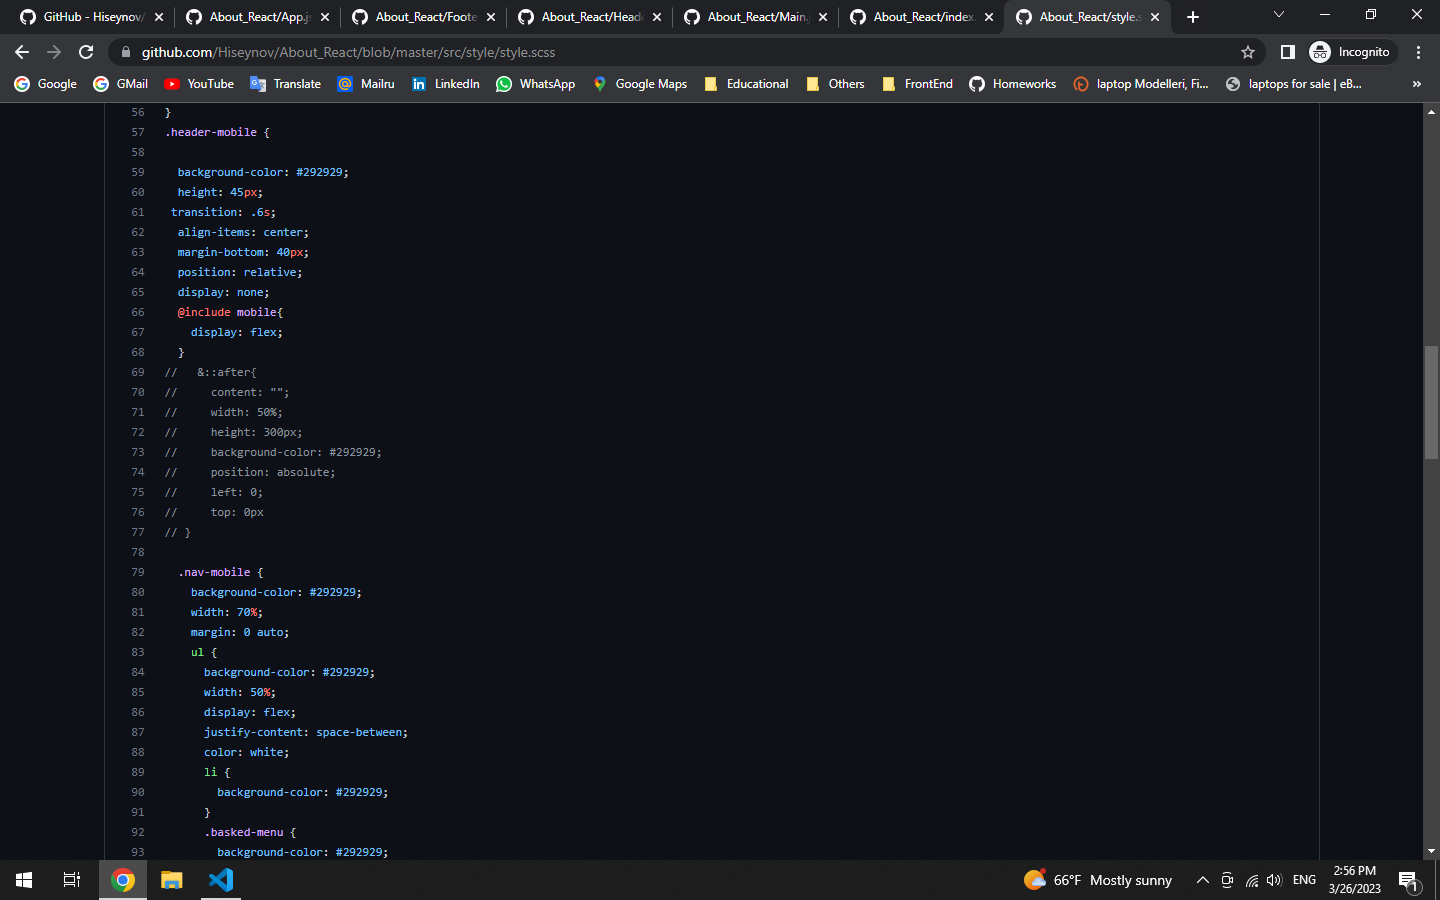 GitHub - Hiseynov/
About_React/App.js
About_React/Foote
About_React/Head
About_React/Main.j
About_React/index.
About_React/style.s
github.com/Hiseynov/About_React/blob/master/src/style/style.scss
Incognito
Google
GMail
YouTube
Translate
Mailru
LinkedIn
WhatsApp
Google Maps
Educational
Others
FrontEnd
Homeworks
laptop Modelleri, Fi...
laptops for sale | eB...
»
56 }
57 .header-mobile {
58
59 background-color: #292929;
60 height: 45px;
61 transition: .6s;
62 align-items: center;
63 margin-bottom: 40px;
64 position: relative;
65 display: none;
66 @include mobile{
67 display: flex;
68 }
69 // &::after{
70 // content: "";
71 // width: 50%;
72 // height: 300px;
73 // background-color: #292929;
74 // position: absolute;
75 // left: 0;
76 // top: 0px
77 // }
78
79 .nav-mobile {
80 background-color: #292929;
81 width: 70%;
82 margin: 0 auto;
83 ul {
84 background-color: #292929;
85 width: 50%;
86 display: flex;
87 justify-content: space-between;
88 color: white;
89 li {
90 background-color: #292929;
91 }
92 .basked-menu {
93 background-color: #292929;
66°F Mostly sunny
ENG
2:56 PM
3/26/2023
1